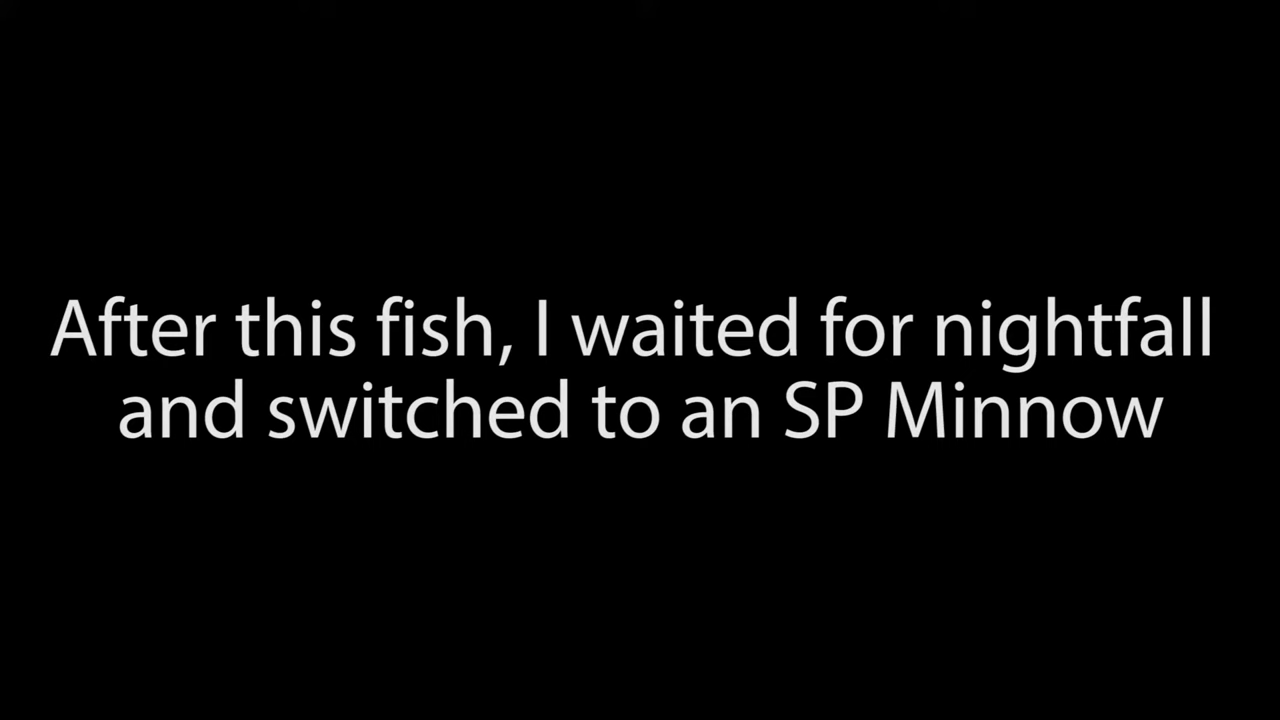 After this fish, I waited for nightfall
and switched to an SP Minnow